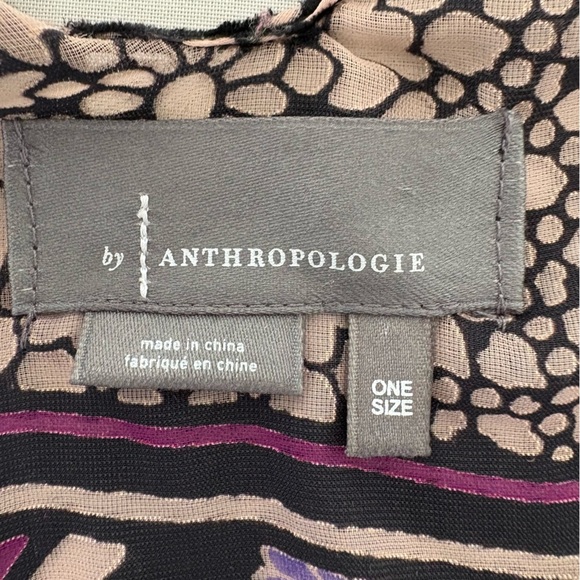 by ANTHROPOLOGIE
made in china
fabriqué en chine
ONE
SIZE